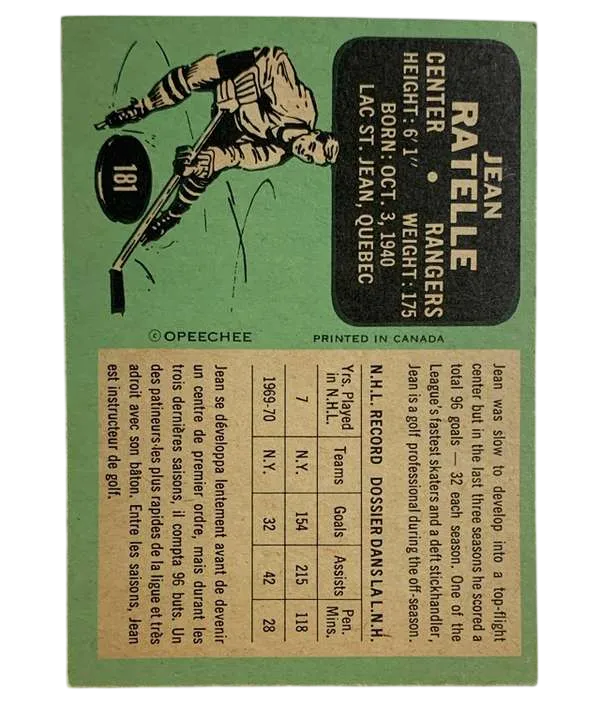 JEAN
RATELLE
CENTER • RANGERS
HEIGHT: 6'1" WEIGHT: 175
BORN: OCT. 3, 1940
LAC ST. JEAN, QUEBEC
181
© OPEECHEE
PRINTED IN CANADA
Jean was slow to develop into a top-flight
center but in the last three seasons he scored a
total 96 goals — 32 each season. One of the
League's fastest skaters and a deft stickhandler,
Jean is a golf professional during the off-season.
N.H.L. RECORD DOSSIER DANS LA L.N.H.
Yrs. Played in N.H.L. Teams Goals Assists Pen. Mins.
7 N.Y. 154 215 118
1969-70 N.Y. 32 42 28
Jean se développa lentement avant de devenir
un centre de premier ordre, mais durant les
trois dernières saisons, il compta 96 buts. Un
des patineurs les plus rapides de la ligue et très
adroit avec son bâton. Entre les saisons, Jean
est instructeur de golf.